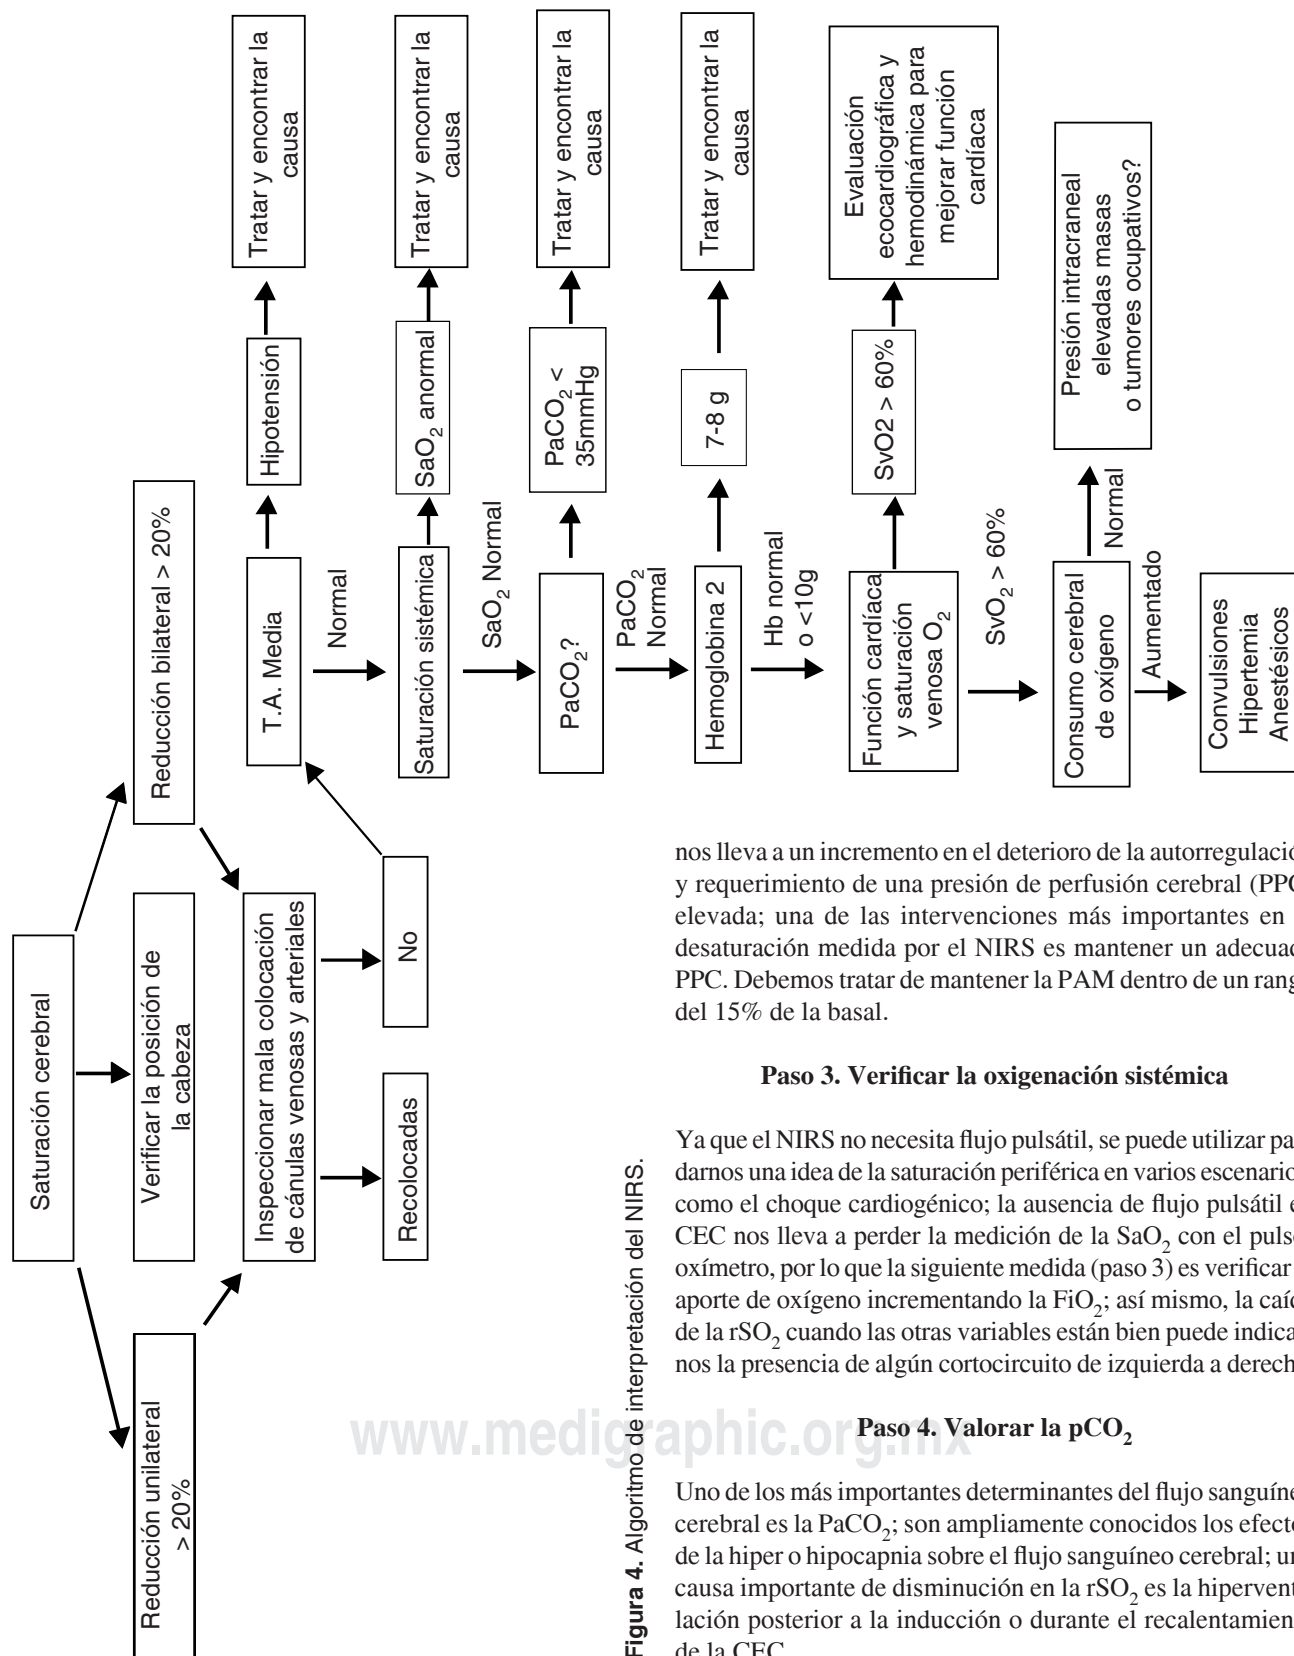 Saturación cerebral
Reducción unilateral
> 20%
Verificar la posición de
la cabeza
Reducción bilateral > 20%
Inspeccionar mala colocación
de cánulas venosas y arteriales
Recolocadas
No
T.A. Media
Hipotensión
Tratar y encontrar la
causa
Normal
Saturación sistémica
SaO2 anormal
Tratar y encontrar la
causa
SaO2 Normal
PaCO2?
PaCO2 <
35mmHg
Tratar y encontrar la
causa
PaCO2
Normal
Hemoglobina 2
7-8 g
Tratar y encontrar la
causa
Hb normal
o <10g
Función cardíaca
y saturación
venosa O2
SvO2 > 60%
Evaluación
ecocardiográfica y
hemodinámica para
mejorar función
cardíaca
SvO2 > 60%
Consumo cerebral
de oxígeno
Normal
Presión intracraneal
elevadas masas
o tumores ocupativos?
Aumentado
Convulsiones
Hipertemia
Anestésicos
Figura 4. Algoritmo de interpretación del NIRS.
nos lleva a un incremento en el deterioro de la autorregulació
y requerimiento de una presión de perfusión cerebral (PPC
elevada; una de las intervenciones más importantes en
desaturación medida por el NIRS es mantener un adecuad
PPC. Debemos tratar de mantener la PAM dentro de un rang
del 15% de la basal.
Paso 3. Verificar la oxigenación sistémica
Ya que el NIRS no necesita flujo pulsátil, se puede utilizar pa
darnos una idea de la saturación periférica en varios escenario
como el choque cardiogénico; la ausencia de flujo pulsátil e
CEC nos lleva a perder la medición de la SaO2 con el puls
oxímetro, por lo que la siguiente medida (paso 3) es verificar
aporte de oxígeno incrementando la FiO2; así mismo, la caíd
de la rSO2 cuando las otras variables están bien puede indica
nos la presencia de algún cortocircuito de izquierda a derech
www.medigraphic.org.mx
Paso 4. Valorar la pCO2
Uno de los más importantes determinantes del flujo sanguíne
cerebral es la PaCO2; son ampliamente conocidos los efecto
de la hiper o hipocapnia sobre el flujo sanguíneo cerebral; un
causa importante de disminución en la rSO2 es la hipervent
lación posterior a la inducción o durante el recalentamien
de la CEC